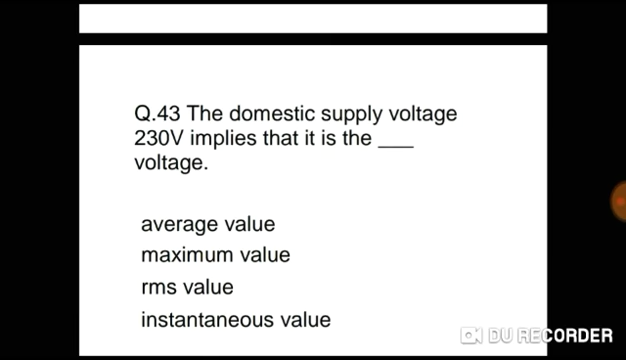 Q.43 The domestic supply voltage
230V implies that it is the ___
voltage.
average value
maximum value
rms value
instantaneous value
DU RECORDER